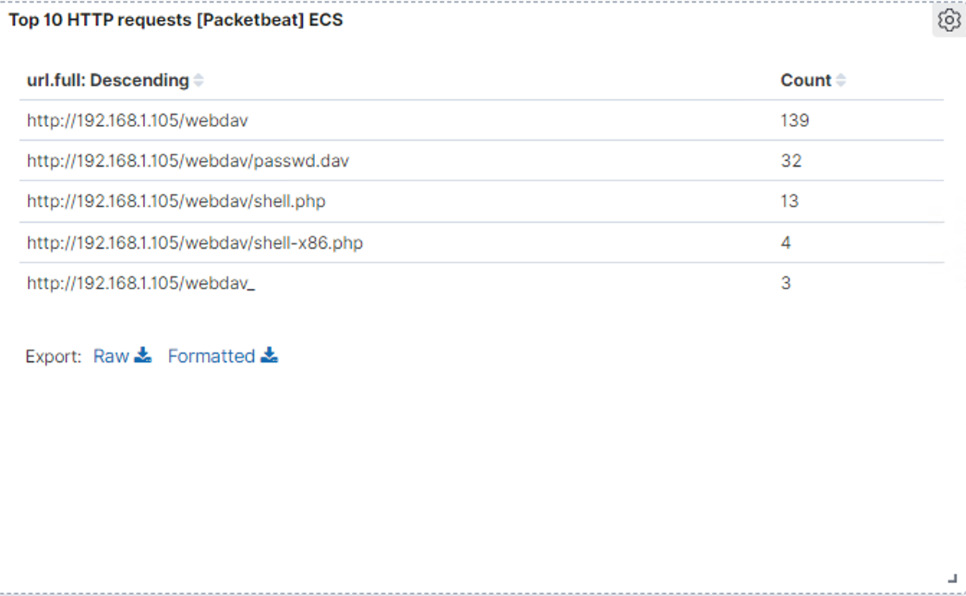 Top 10 HTTP requests [Packetbeat] ECS
url.full: Descending Count
http://192.168.1.105/webdav 139
http://192.168.1.105/webdav/passwd.dav 32
http://192.168.1.105/webdav/shell.php 13
http://192.168.1.105/webdav/shell-x86.php 4
http://192.168.1.105/webdav_ 3
Export: Raw Formatted